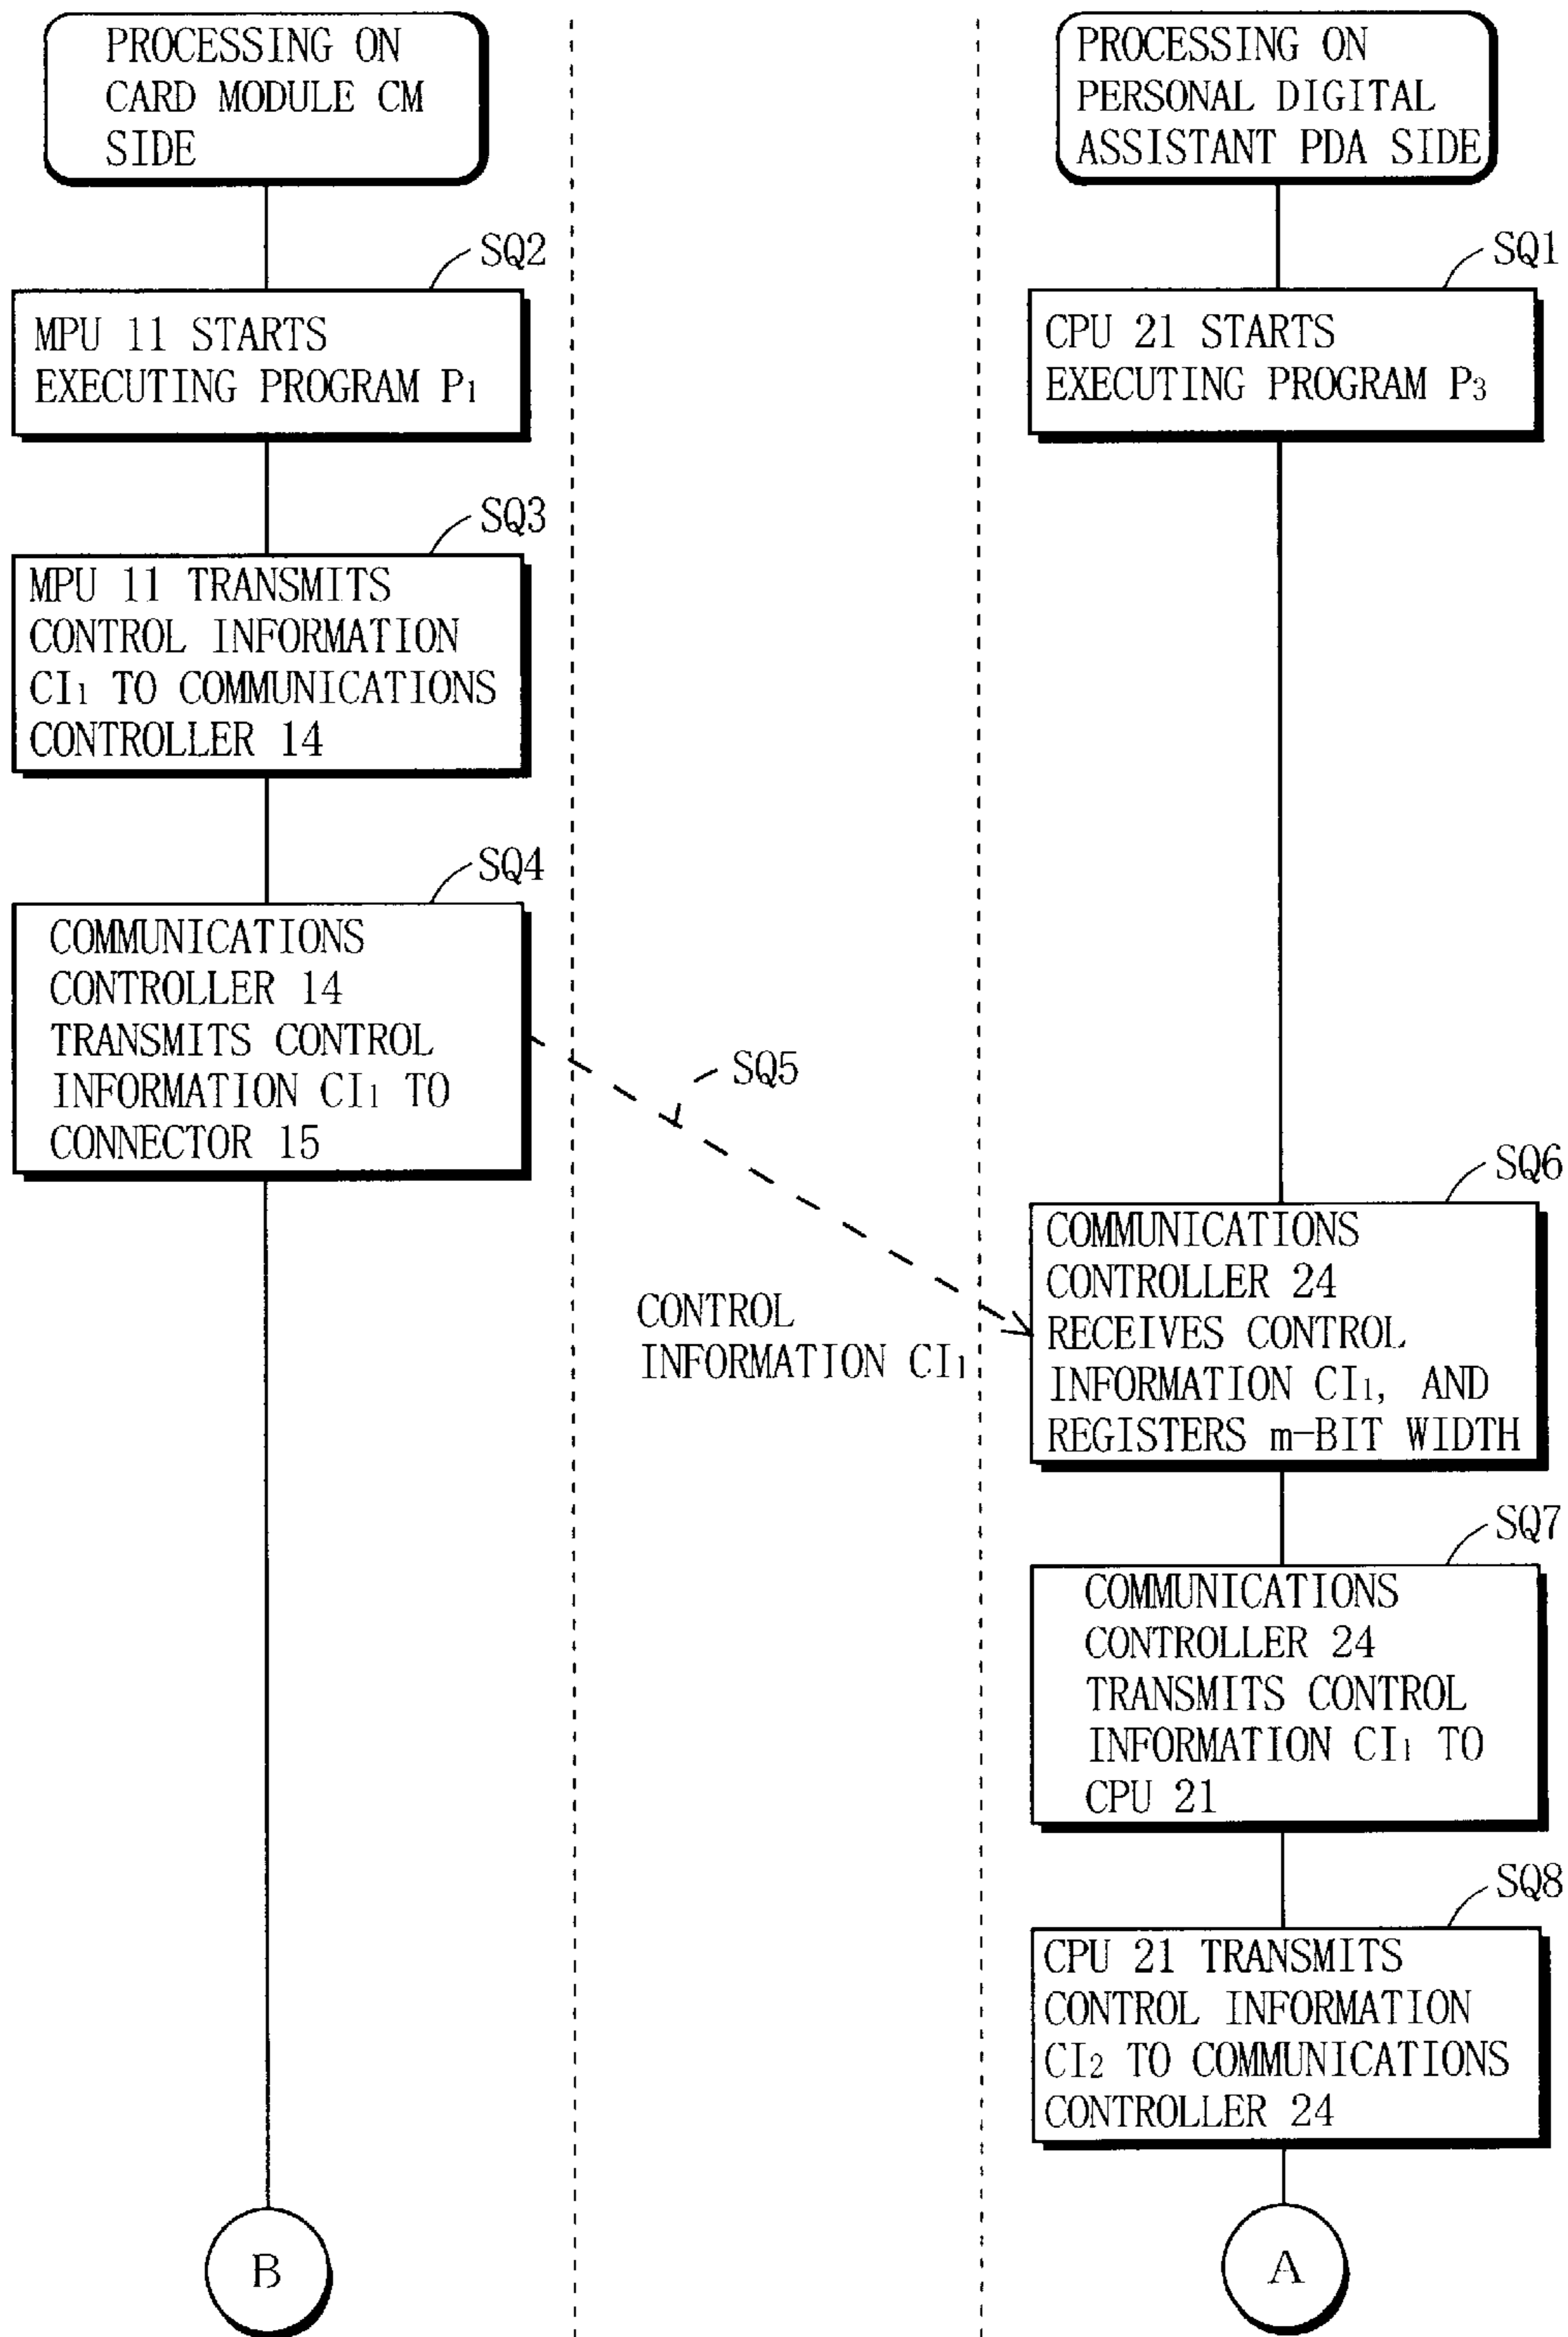 PROCESSING ON
CARD MODULE CM
SIDE
SQ2
MPU 11 STARTS
EXECUTING PROGRAM P₁
SQ3
MPU 11 TRANSMITS
CONTROL INFORMATION
CI₁ TO COMMUNICATIONS
CONTROLLER 14
SQ4
COMMUNICATIONS
CONTROLLER 14
TRANSMITS CONTROL
INFORMATION CI₁ TO
CONNECTOR 15
B
SQ5
CONTROL
INFORMATION CI₁
PROCESSING ON
PERSONAL DIGITAL
ASSISTANT PDA SIDE
SQ1
CPU 21 STARTS
EXECUTING PROGRAM P₃
SQ6
COMMUNICATIONS
CONTROLLER 24
RECEIVES CONTROL
INFORMATION CI₁, AND
REGISTERS m-BIT WIDTH
SQ7
COMMUNICATIONS
CONTROLLER 24
TRANSMITS CONTROL
INFORMATION CI₁ TO
CPU 21
SQ8
CPU 21 TRANSMITS
CONTROL INFORMATION
CI₂ TO COMMUNICATIONS
CONTROLLER 24
A